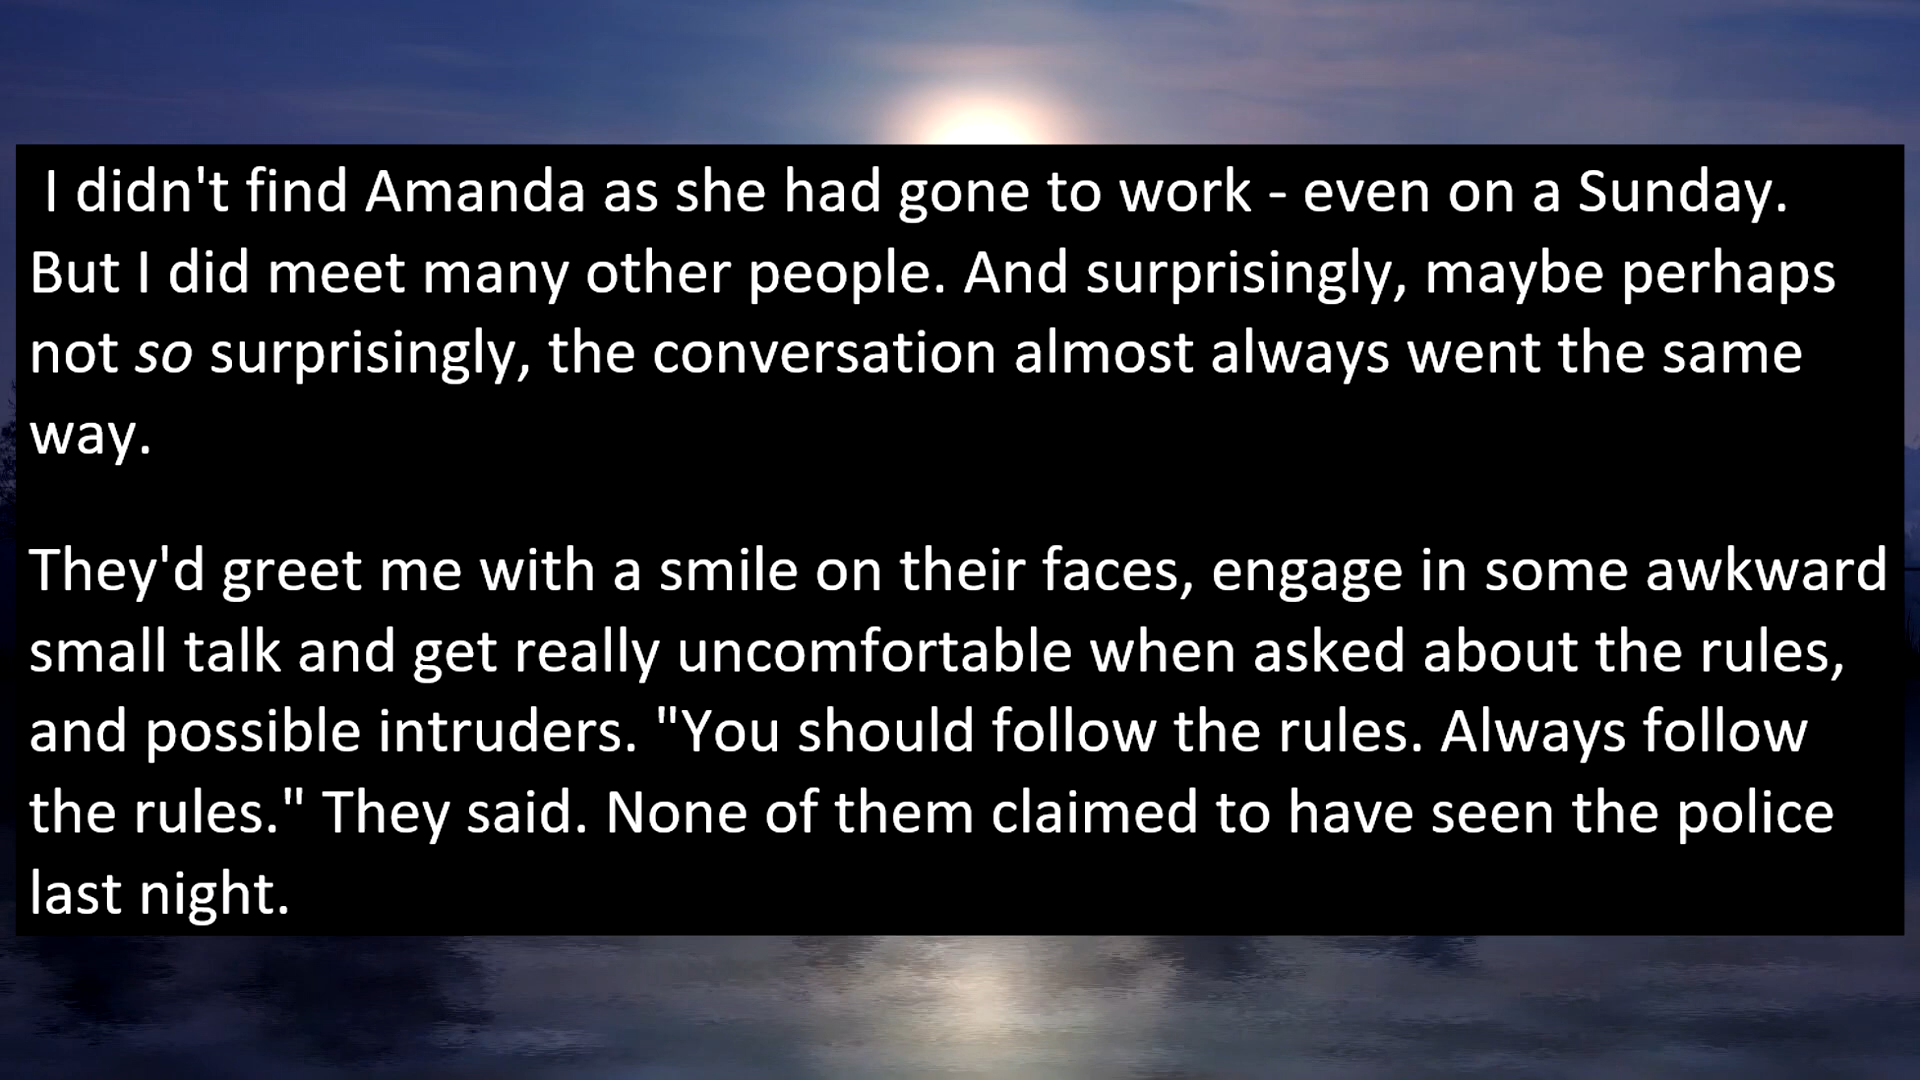 I didn't find Amanda as she had gone to work - even on a Sunday.
But I did meet many other people. And surprisingly, maybe perhaps
not so surprisingly, the conversation almost always went the same
way.
They'd greet me with a smile on their faces, engage in some awkward
small talk and get really uncomfortable when asked about the rules,
and possible intruders. "You should follow the rules. Always follow
the rules." They said. None of them claimed to have seen the police
last night.